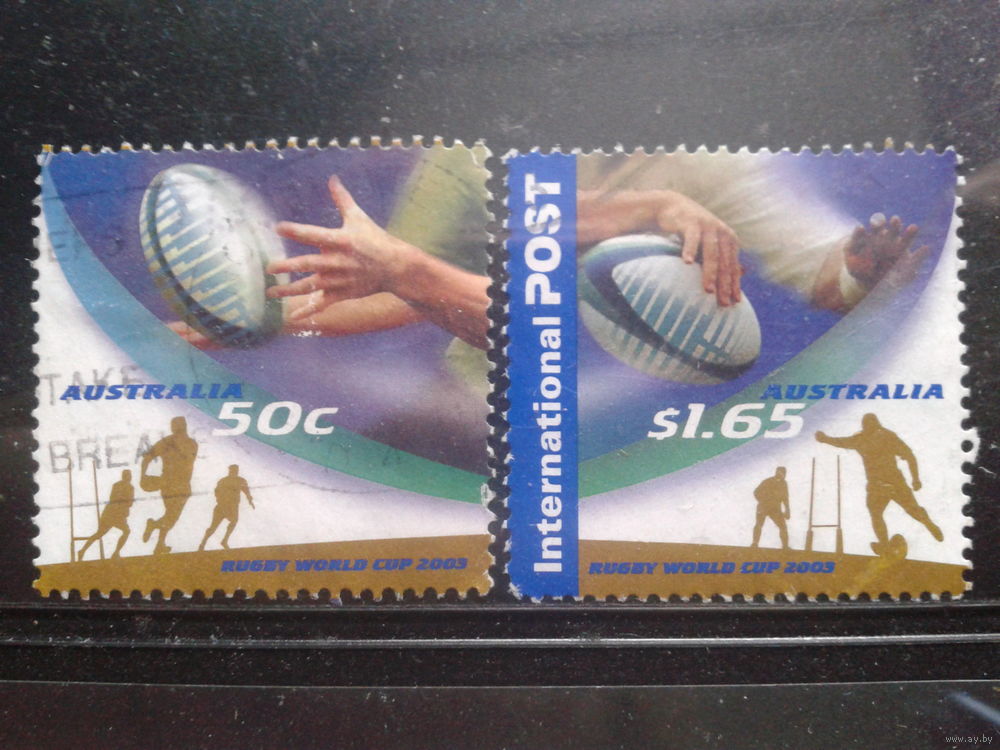 TAKE
AUSTRALIA
50c
BREAK
RUGBY WORLD CUP 2003
International POST
AUSTRALIA
$1.65
RUGBY WORLD CUP 2003
www.ay.by